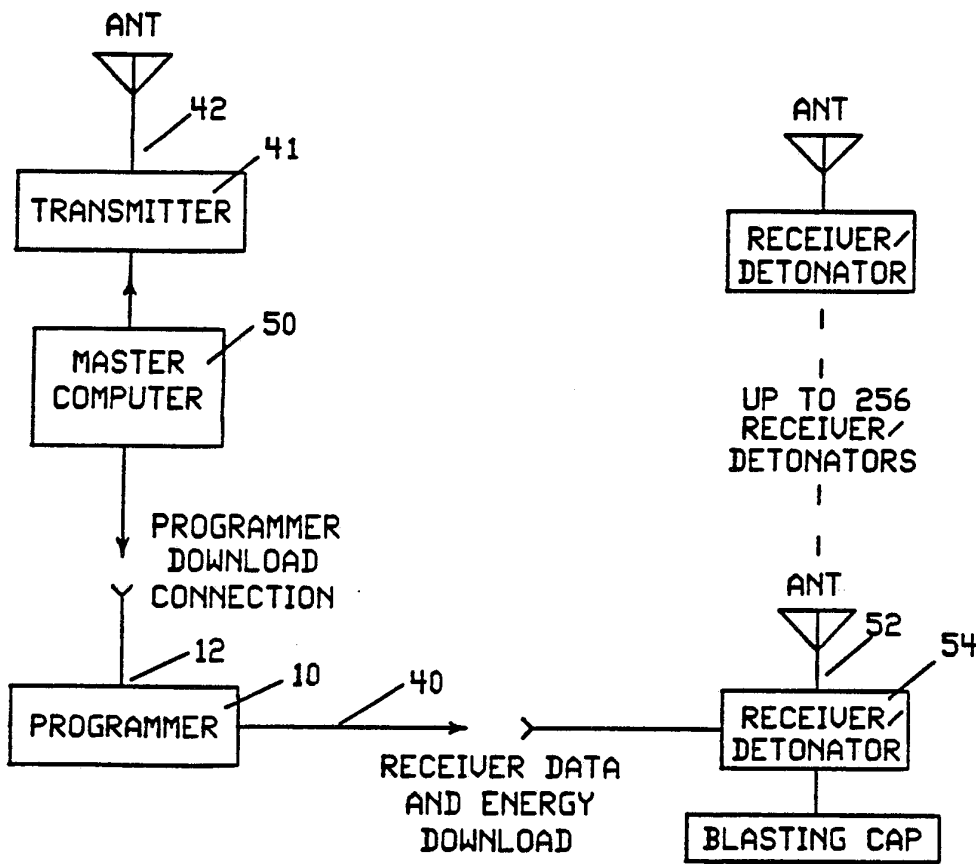 ANT
42
41
TRANSMITTER
50
MASTER
COMPUTER
PROGRAMMER
DOWNLOAD
CONNECTION
12
10
40
PROGRAMMER
RECEIVER DATA
AND ENERGY
DOWNLOAD
ANT
RECEIVER/
DETONATOR
UP TO 256
RECEIVER/
DETONATORS
ANT
52
54
RECEIVER/
DETONATOR
BLASTING CAP